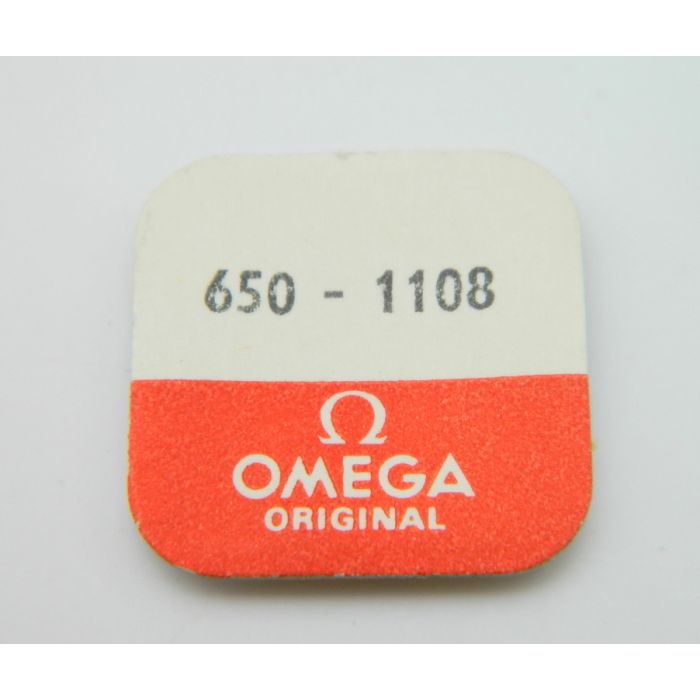 650 - 1108
Ω
OMEGA
ORIGINAL